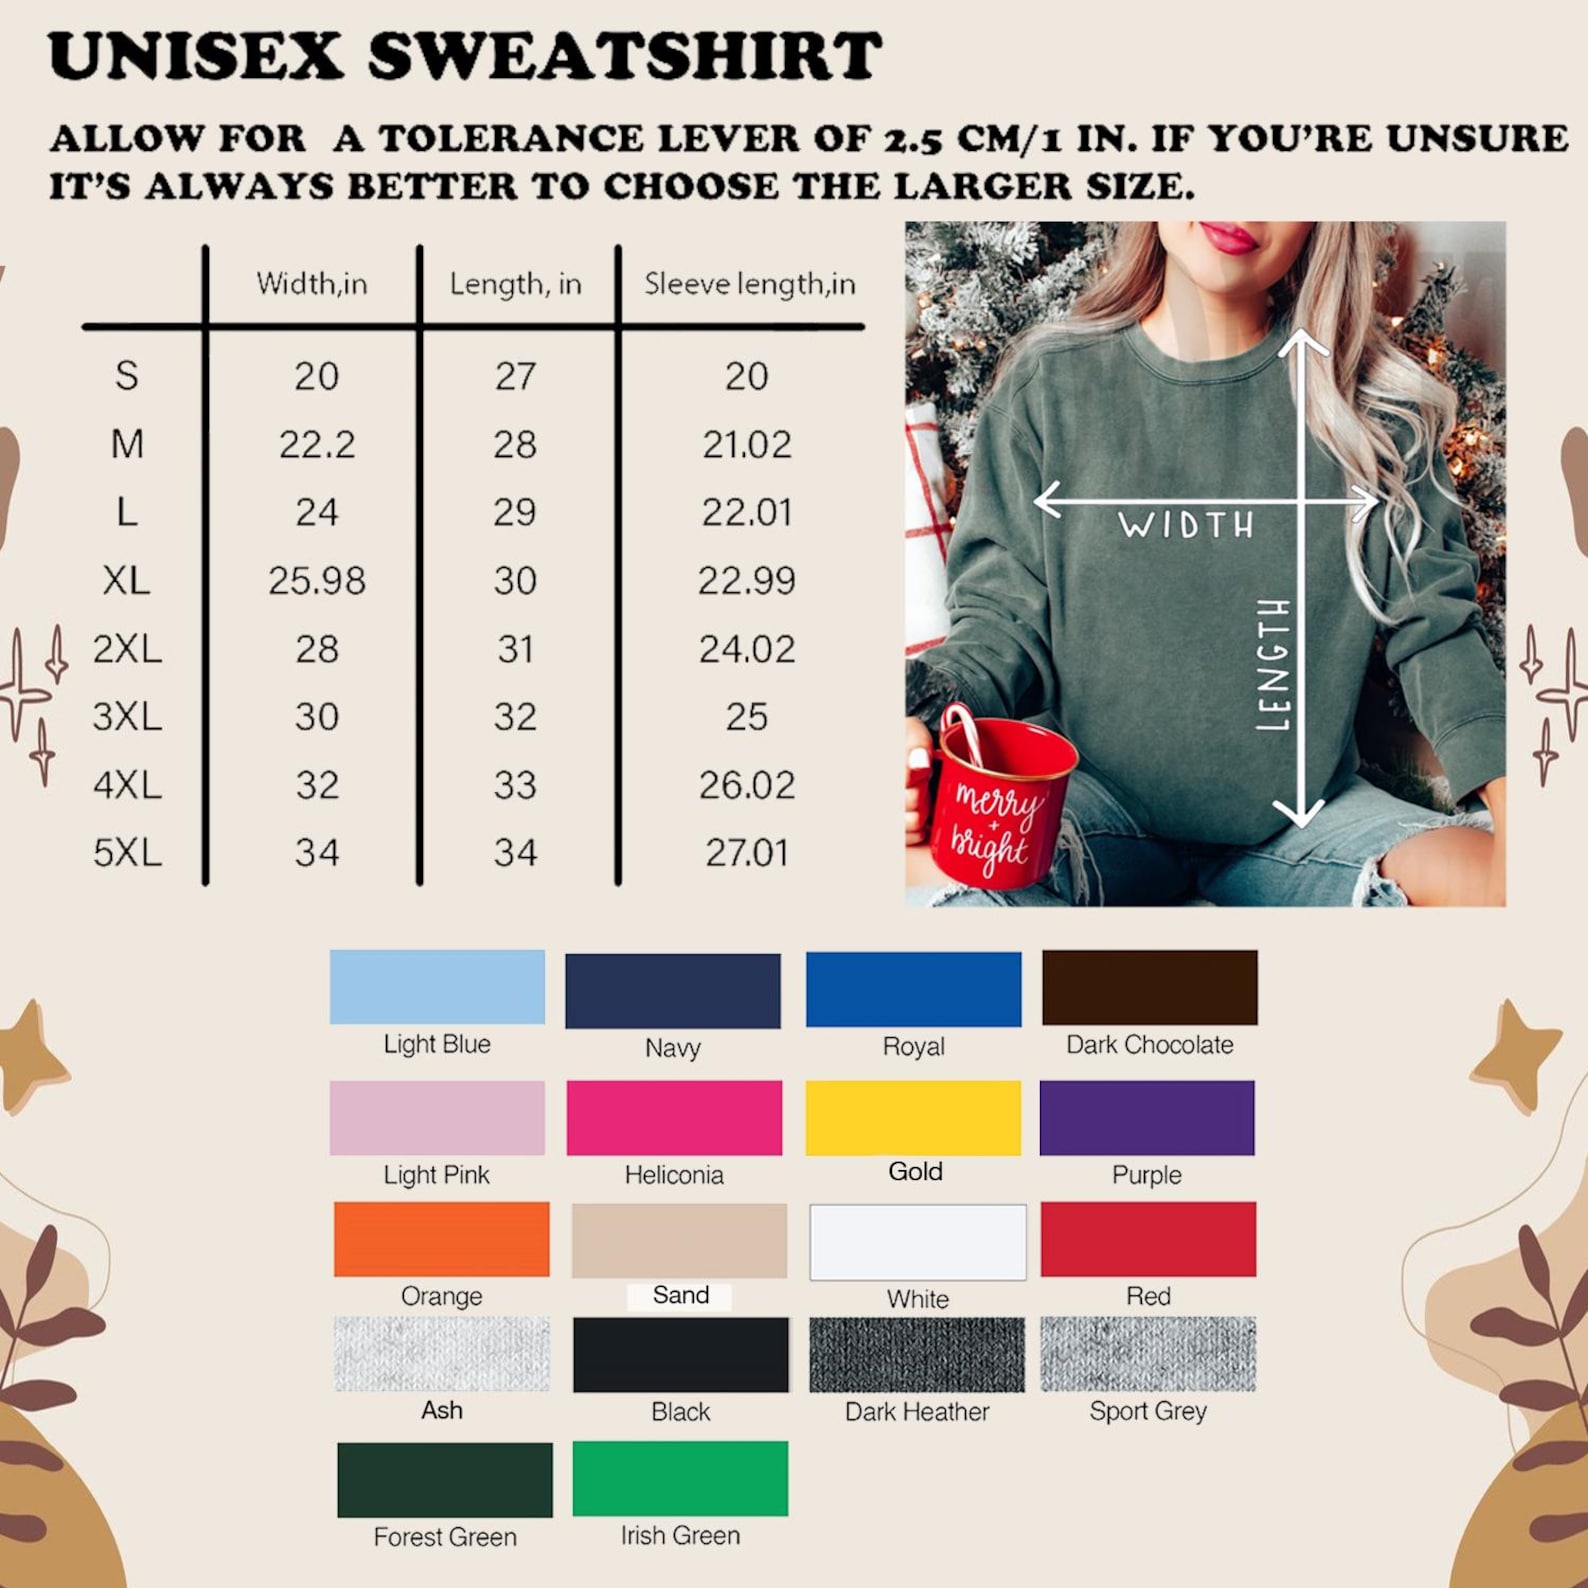 UNISEX SWEATSHIRT
ALLOW FOR A TOLERANCE LEVER OF 2.5 CM/1 IN. IF YOU'RE UNSURE
IT'S ALWAYS BETTER TO CHOOSE THE LARGER SIZE.
Width,in Length, in Sleeve length,in
S 20 27 20
M 22.2 28 21.02
L 24 29 22.01
XL 25.98 30 22.99
2XL 28 31 24.02
3XL 30 32 25
4XL 32 33 26.02
5XL 34 34 27.01
WIDTH
LENGTH
merry
+
bright
Light Blue Navy Royal Dark Chocolate
Light Pink Heliconia Gold Purple
Orange Sand White Red
Ash Black Dark Heather Sport Grey
Forest Green Irish Green